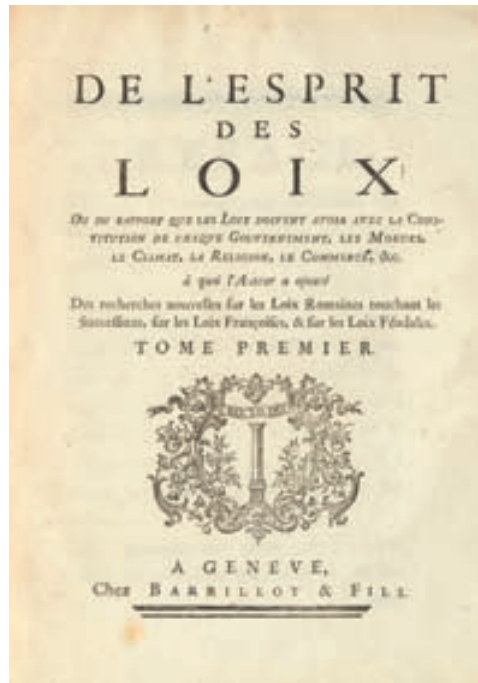 DE L'ESPRIT
DES
LOIX
OU DU RAPPORT QUE LES LOIX DOIVENT AVOIR AVEC LA CONS-
TITUTION DE CHAQUE GOUVERNEMENT, LES MOEURS,
LE CLIMAT, LA RELIGION, LE COMMERCE, &c.
à quoi l'Auteur a ajouté
Des recherches nouvelles sur les Loix Romaines touchant les
Successions, sur les Loix Françoises, & sur les Loix Féodales.
TOME PREMIER
A GENÈVE,
Chez BARRILLOT & FILS.